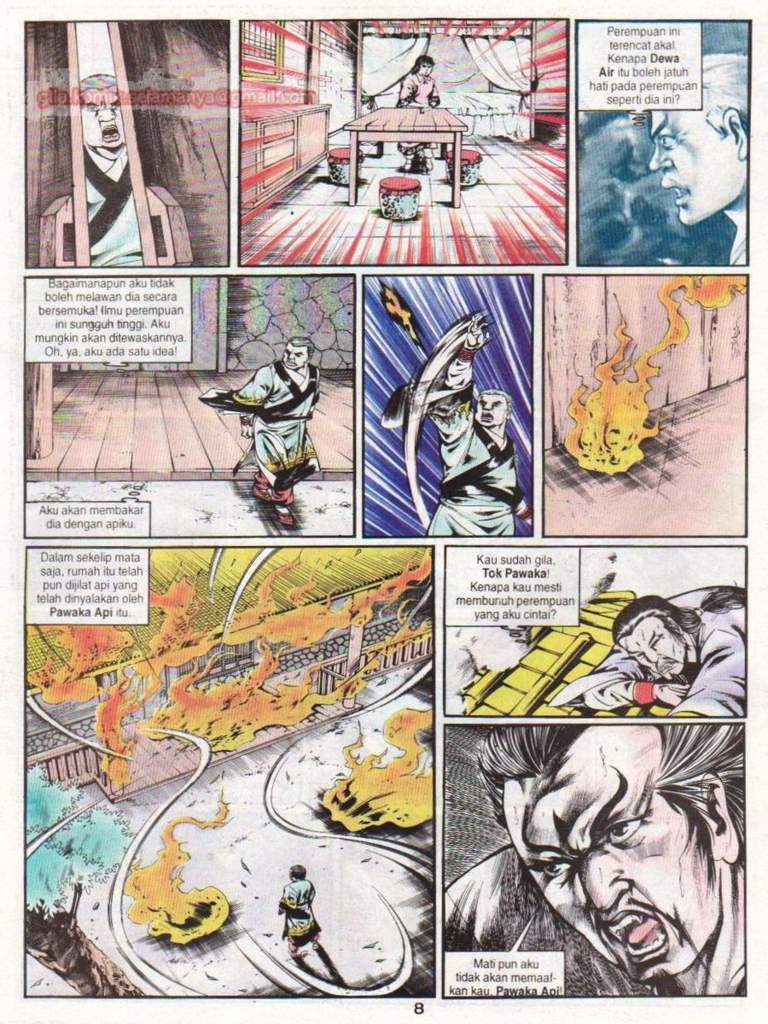 gila.komik.selamanya@gmail.com
Perempuan ini
terencat akal.
Kenapa Dewa
Air itu boleh jatuh
hati pada perempuan
seperti dia ini?
Bagaimanapun aku tidak
boleh melawan dia secara
bersemuka! Ilmu perempuan
ini sungguh tinggi. Aku
mungkin akan ditewaskannya.
Oh, ya, aku ada satu idea!
Aku akan membakar
dia dengan apiku.
Dalam sekelip mata
saja, rumah itu telah
pun dijilat api yang
telah dinyalakan oleh
Pawaka Api itu.
Kau sudah gila,
Tok Pawaka!
Kenapa kau mesti
membunuh perempuan
yang aku cintai?
Mati pun aku
tidak akan memaaf-
kan kau, Pawaka Api!
8